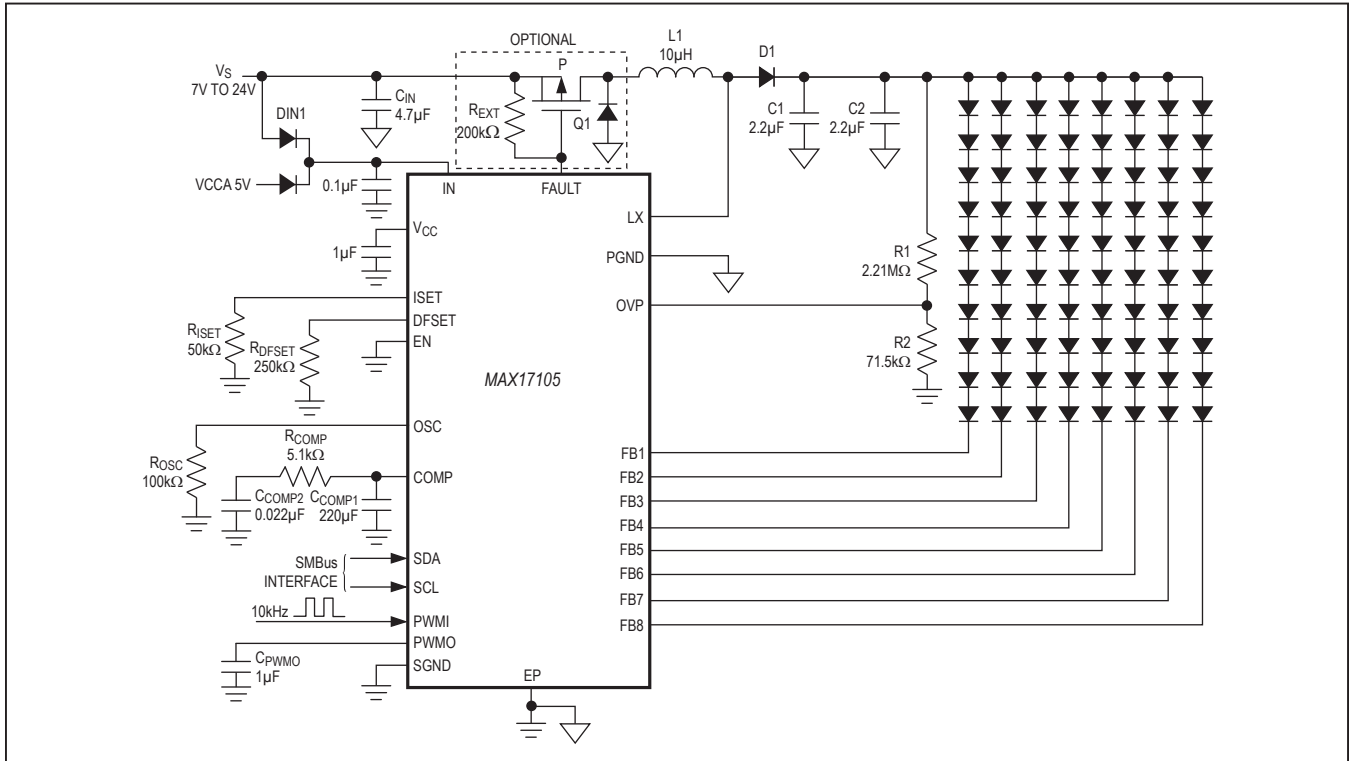 OPTIONAL
VS
7V TO 24V
CIN
4.7µF
REXT
200kΩ
P
Q1
L1
10µH
D1
C1
2.2µF
C2
2.2µF
DIN1
VCCA 5V
0.1µF
IN
FAULT
VCC
1µF
LX
PGND
OVP
R1
2.21MΩ
R2
71.5kΩ
ISET
DFSET
EN
RISET
50kΩ
RDFSET
250kΩ
MAX17105
OSC
ROSC
100kΩ
RCOMP
5.1kΩ
COMP
CCOMP2
0.022µF
CCOMP1
220µF
SMBus
INTERFACE
SDA
SCL
10kHz
PWMI
PWMO
CPWMO
1µF
SGND
EP
FB1
FB2
FB3
FB4
FB5
FB6
FB7
FB8